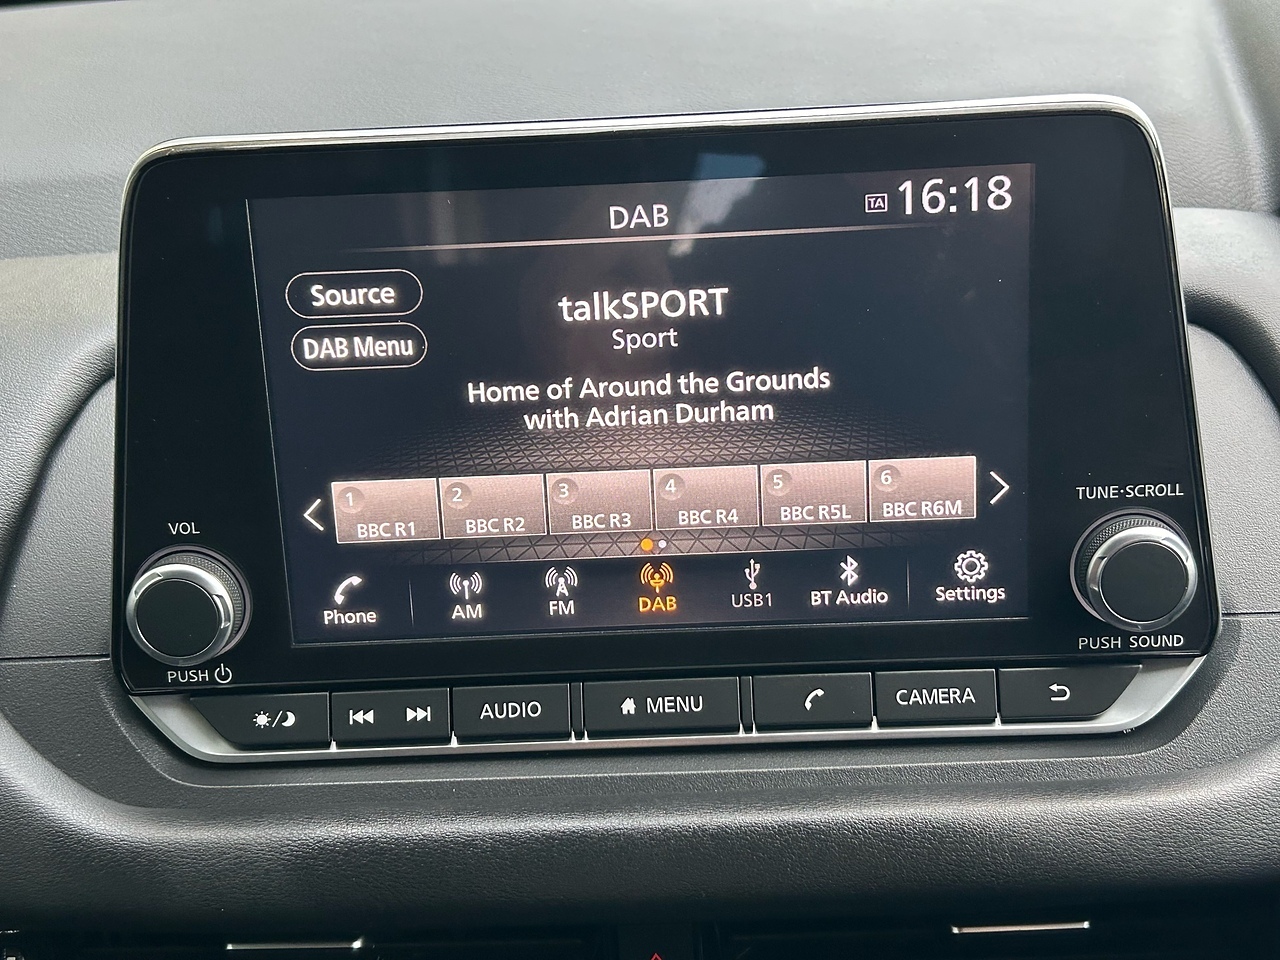 DAB
TA 16:18
Source
talkSPORT
Sport
DAB Menu
Home of Around the Grounds
with Adrian Durham
1 2 3 4 5 6
BBC R1 BBC R2 BBC R3 BBC R4 BBC R5L BBC R6M
Phone AM FM DAB USB1 BT Audio Settings
VOL
PUSH
TUNE·SCROLL
PUSH SOUND
AUDIO MENU CAMERA